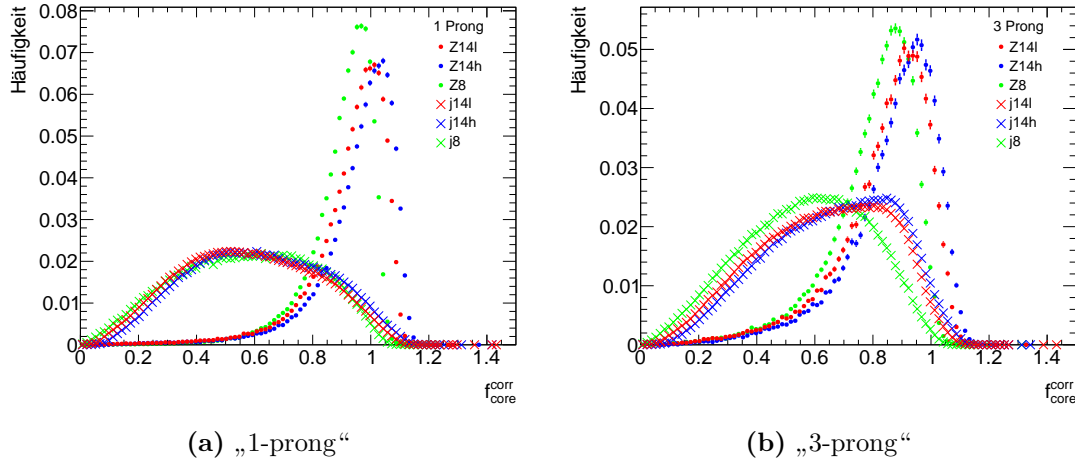 Häufigkeit
0.08
0.07
0.06
0.05
0.04
0.03
0.02
0.01
0
0 0.2 0.4 0.6 0.8 1 1.2 1.4
f_core^corr
1 Prong
Z14l
Z14h
Z8
j14l
j14h
j8
(a) „1-prong“
Häufigkeit
0.05
0.04
0.03
0.02
0.01
0
0 0.2 0.4 0.6 0.8 1 1.2 1.4
f_core^corr
3 Prong
Z14l
Z14h
Z8
j14l
j14h
j8
(b) „3-prong“